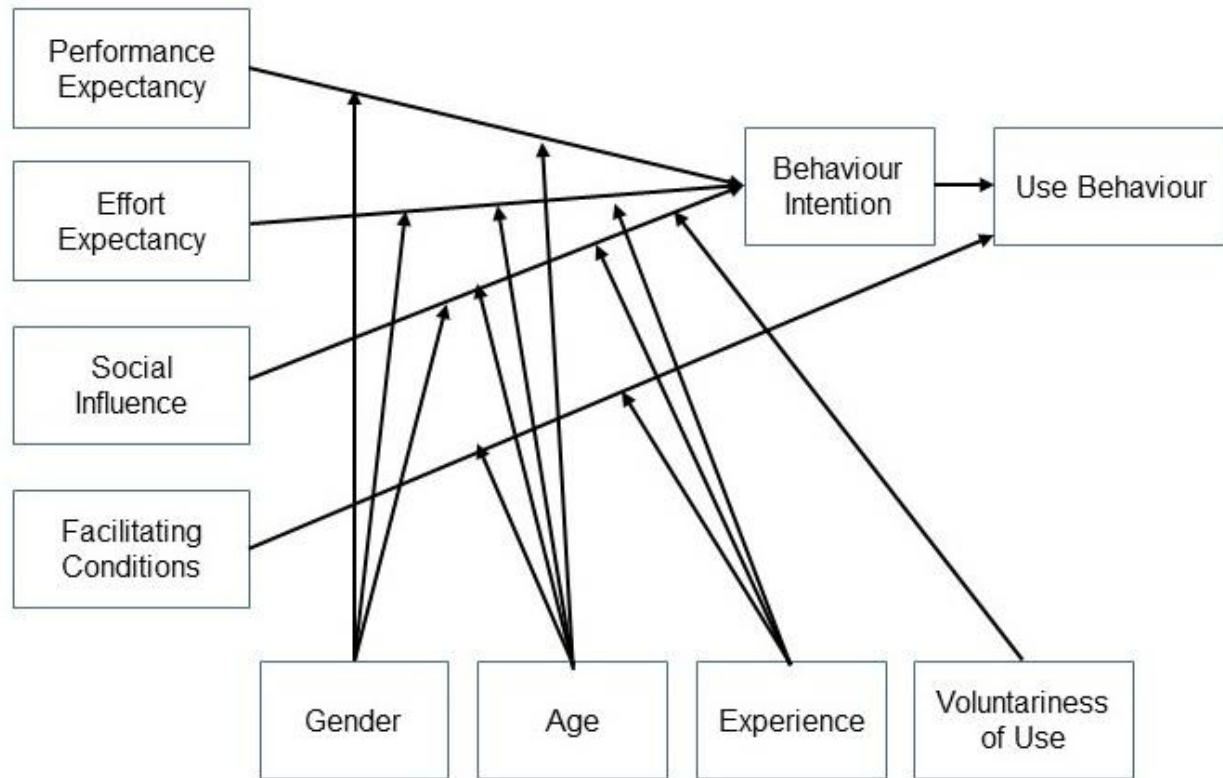 Performance
Expectancy
Effort
Expectancy
Social
Influence
Facilitating
Conditions
Behaviour
Intention
Use Behaviour
Gender
Age
Experience
Voluntariness
of Use